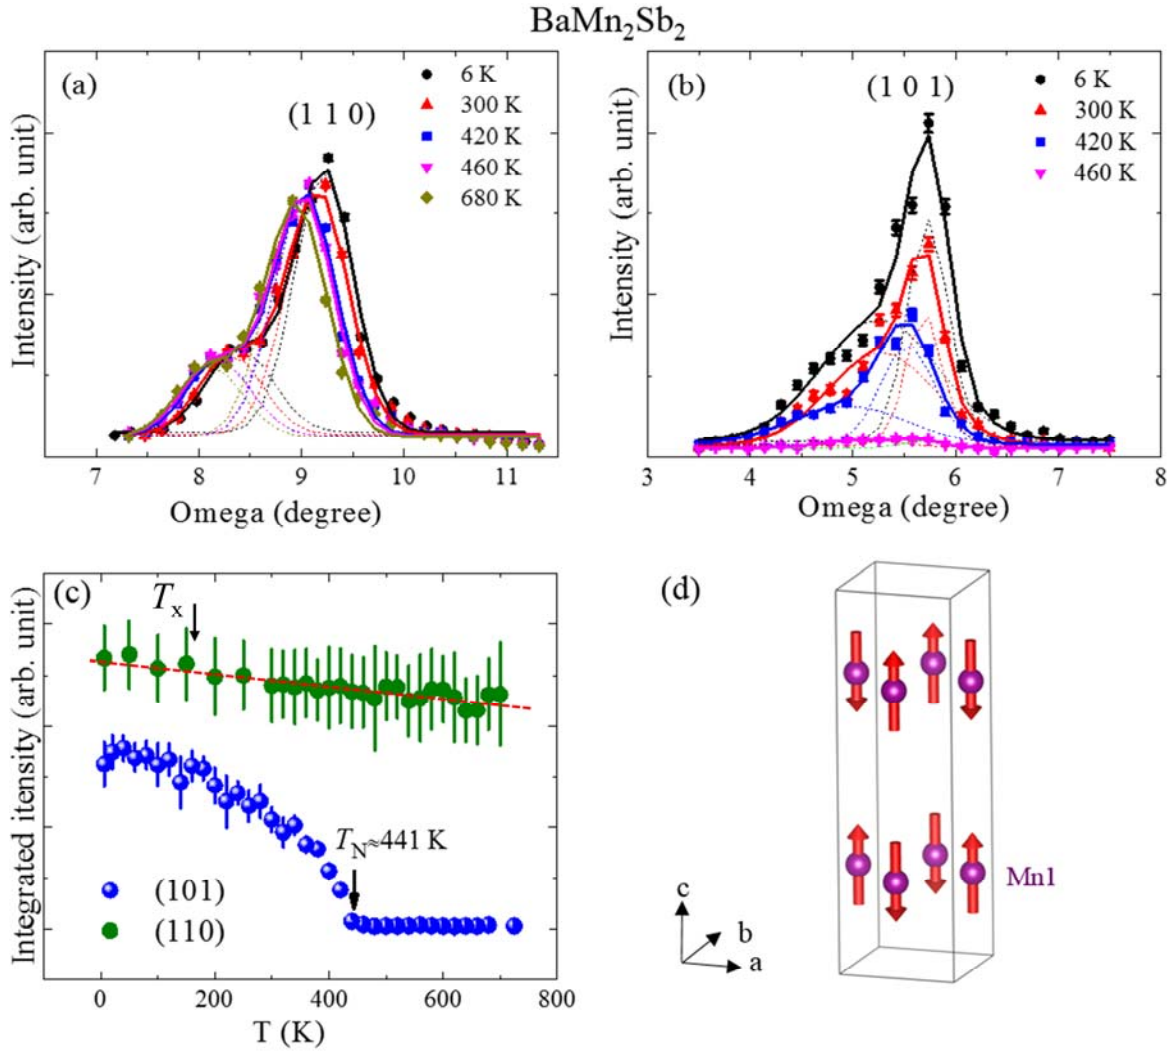 BaMn2Sb2
(a)
(1 1 0)
6 K
300 K
420 K
460 K
680 K
Intensity (arb. unit)
7 8 9 10 11
Omega (degree)
(b)
(1 0 1)
6 K
300 K
420 K
460 K
Intensity (arb. unit)
3 4 5 6 7 8
Omega (degree)
(c)
Tx
TN≈441 K
(101)
(110)
Integrated itensity (arb. unit)
0 200 400 600 800
T (K)
(d)
Mn1
c
b
a